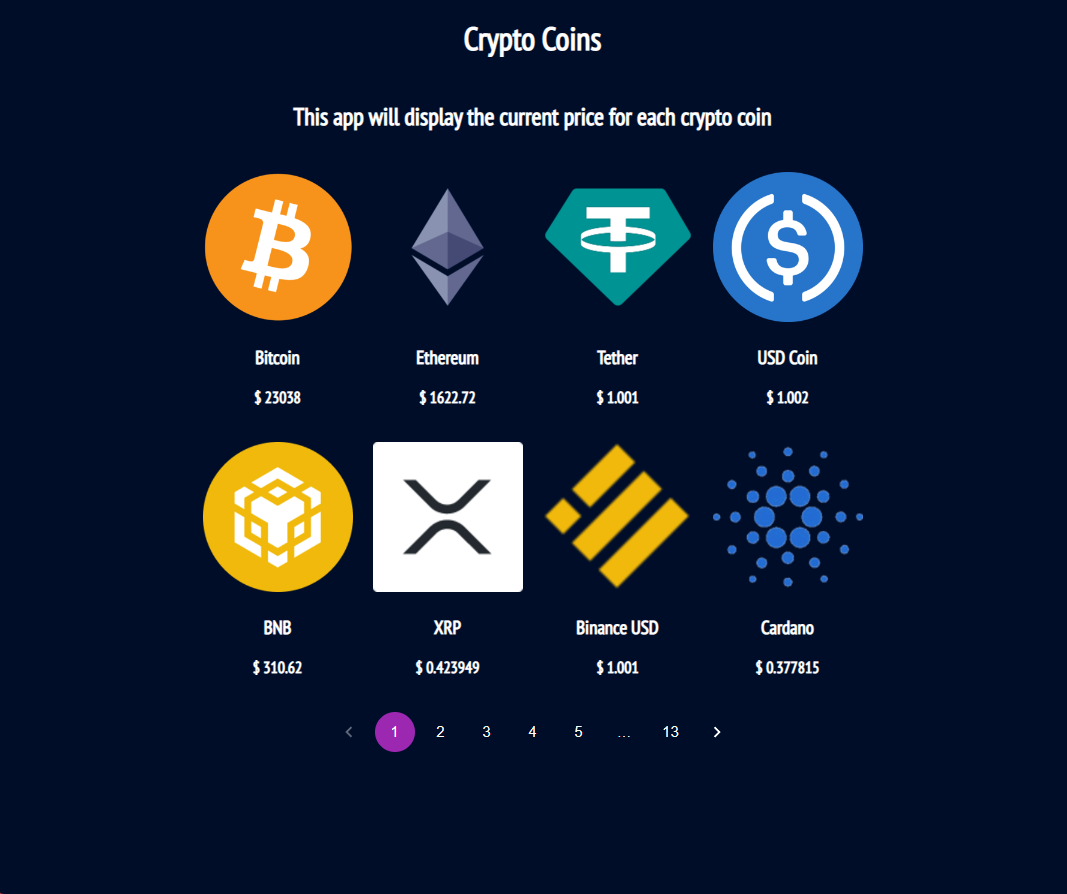 Crypto Coins
This app will display the current price for each crypto coin
Bitcoin Ethereum Tether USD Coin
$ 23038 $ 1622.72 $ 1.001 $ 1.002
BNB XRP Binance USD Cardano
$ 310.62 $ 0.423949 $ 1.001 $ 0.377815
1 2 3 4 5 … 13